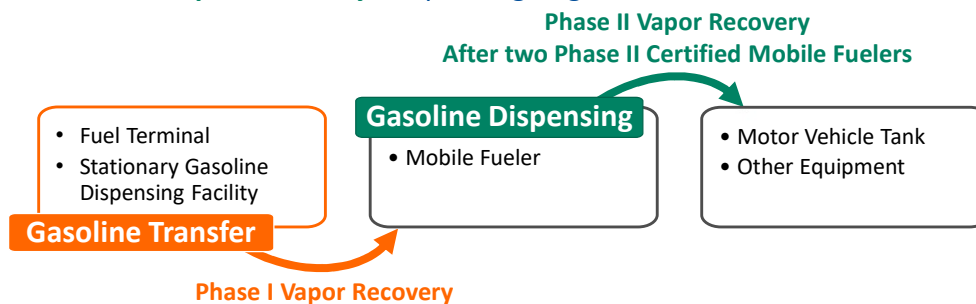 Phase II Vapor Recovery
After two Phase II Certified Mobile Fuelers
• Fuel Terminal
• Stationary Gasoline
Dispensing Facility
Gasoline Transfer
Gasoline Dispensing
• Mobile Fueler
• Motor Vehicle Tank
• Other Equipment
Phase I Vapor Recovery